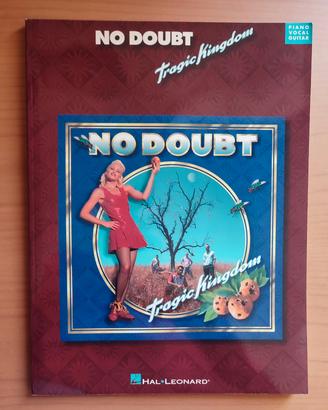 NO DOUBT
Tragic Kingdom
PIANO
VOCAL
GUITAR
NO DOUBT
Tragic Kingdom
HAL•LEONARD®